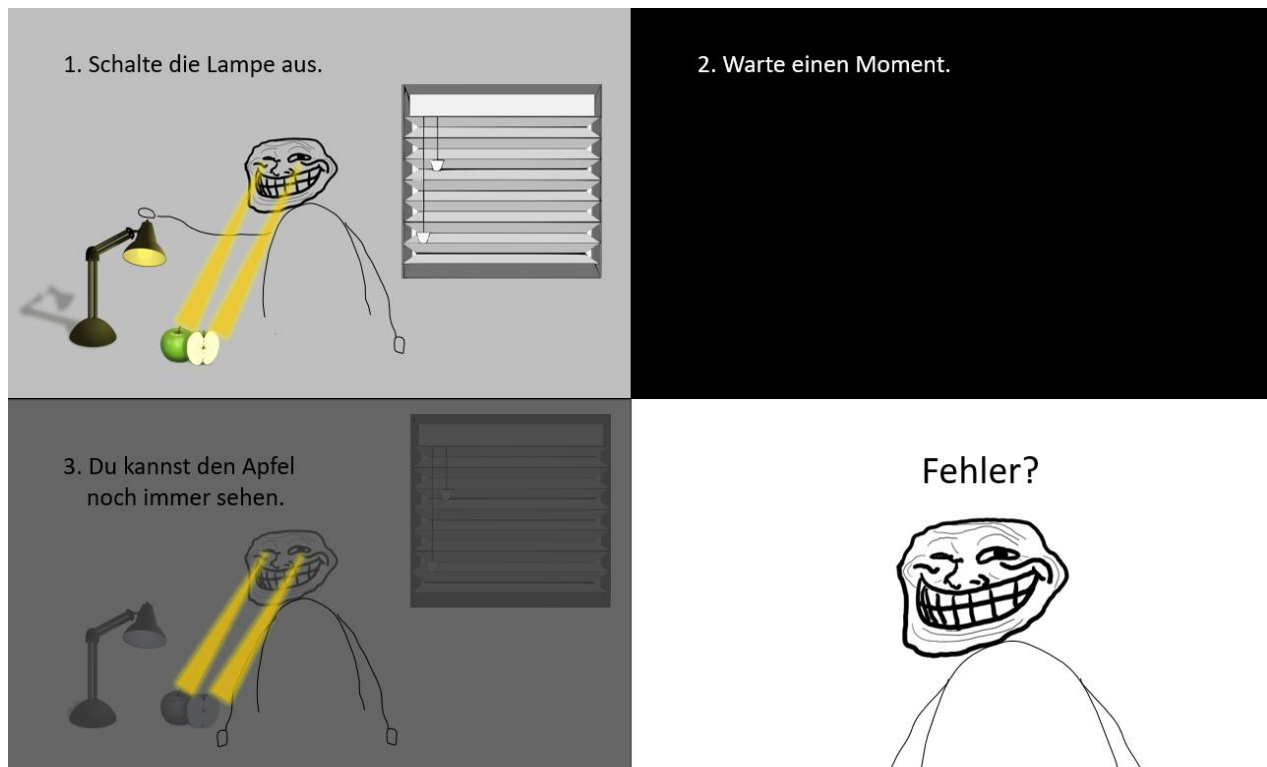 1. Schalte die Lampe aus.
2. Warte einen Moment.
3. Du kannst den Apfel
noch immer sehen.
Fehler?